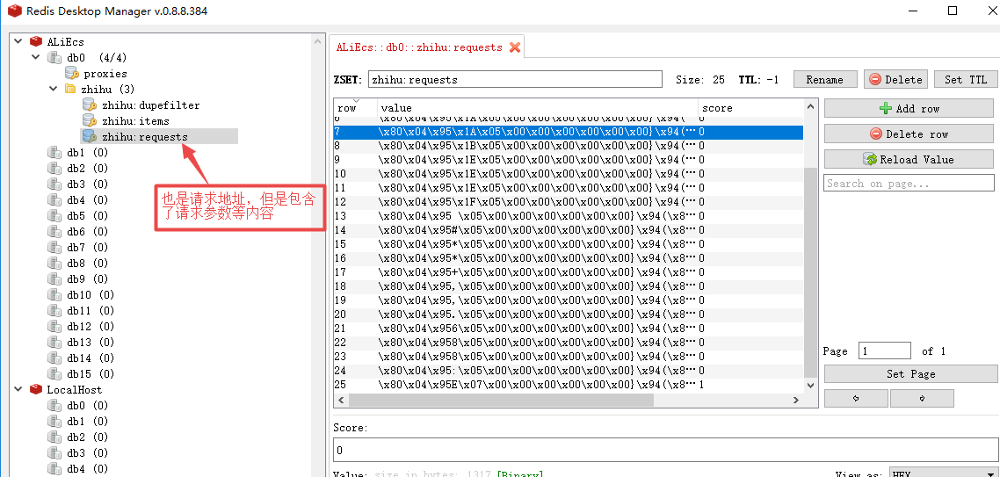 Redis Desktop Manager v.0.8.8.384
ALiEcs
db0 (4/4)
proxies
zhihu (3)
zhihu:dupefilter
zhihu:items
zhihu:requests
db1 (0)
db2 (0)
db3 (0)
db4 (0)
db5 (0)
db6 (0)
db7 (0)
db8 (0)
db9 (0)
db10 (0)
db11 (0)
db12 (0)
db13 (0)
db14 (0)
db15 (0)
LocalHost
db0 (0)
db1 (0)
db2 (0)
db3 (0)
db4 (0)
也是请求地址，但是包含
了请求参数等内容
ALiEcs::db0::zhihu:requests
ZSET: zhihu:requests Size: 25 TTL: -1 Rename Delete Set TTL
row value score
6 \x80\x04\x95\x1A\x05\x00\x00\x00\x00\x00}\x94(··· 0
7 \x80\x04\x95\x1A\x05\x00\x00\x00\x00\x00}\x94(··· 0
8 \x80\x04\x95\x1B\x05\x00\x00\x00\x00\x00}\x94(··· 0
9 \x80\x04\x95\x1E\x05\x00\x00\x00\x00\x00}\x94(··· 0
10 \x80\x04\x95\x1E\x05\x00\x00\x00\x00\x00}\x94(··· 0
11 \x80\x04\x95\x1E\x05\x00\x00\x00\x00\x00}\x94(··· 0
12 \x80\x04\x95\x1F\x05\x00\x00\x00\x00\x00}\x94(··· 0
13 \x80\x04\x95 \x05\x00\x00\x00\x00\x00}\x94(\x8··· 0
14 \x80\x04\x95#\x05\x00\x00\x00\x00\x00}\x94(\x8··· 0
15 \x80\x04\x95*\x05\x00\x00\x00\x00\x00}\x94(\x8··· 0
16 \x80\x04\x95*\x05\x00\x00\x00\x00\x00}\x94(\x8··· 0
17 \x80\x04\x95+\x05\x00\x00\x00\x00\x00}\x94(\x8··· 0
18 \x80\x04\x95,\x05\x00\x00\x00\x00\x00}\x94(\x8··· 0
19 \x80\x04\x95,\x05\x00\x00\x00\x00\x00}\x94(\x8··· 0
20 \x80\x04\x95.\x05\x00\x00\x00\x00\x00}\x94(\x8··· 0
21 \x80\x04\x956\x05\x00\x00\x00\x00\x00}\x94(\x8··· 0
22 \x80\x04\x958\x05\x00\x00\x00\x00\x00}\x94(\x8··· 0
23 \x80\x04\x958\x05\x00\x00\x00\x00\x00}\x94(\x8··· 0
24 \x80\x04\x95:\x05\x00\x00\x00\x00\x00}\x94(\x8··· 0
25 \x80\x04\x95E\x07\x00\x00\x00\x00\x00}\x94(\x8··· 1
Add row
Delete row
Reload Value
Search on page...
Page 1 of 1
Set Page
Score:
0
Value: size in bytes: 1317 [Binary] View as: HEX